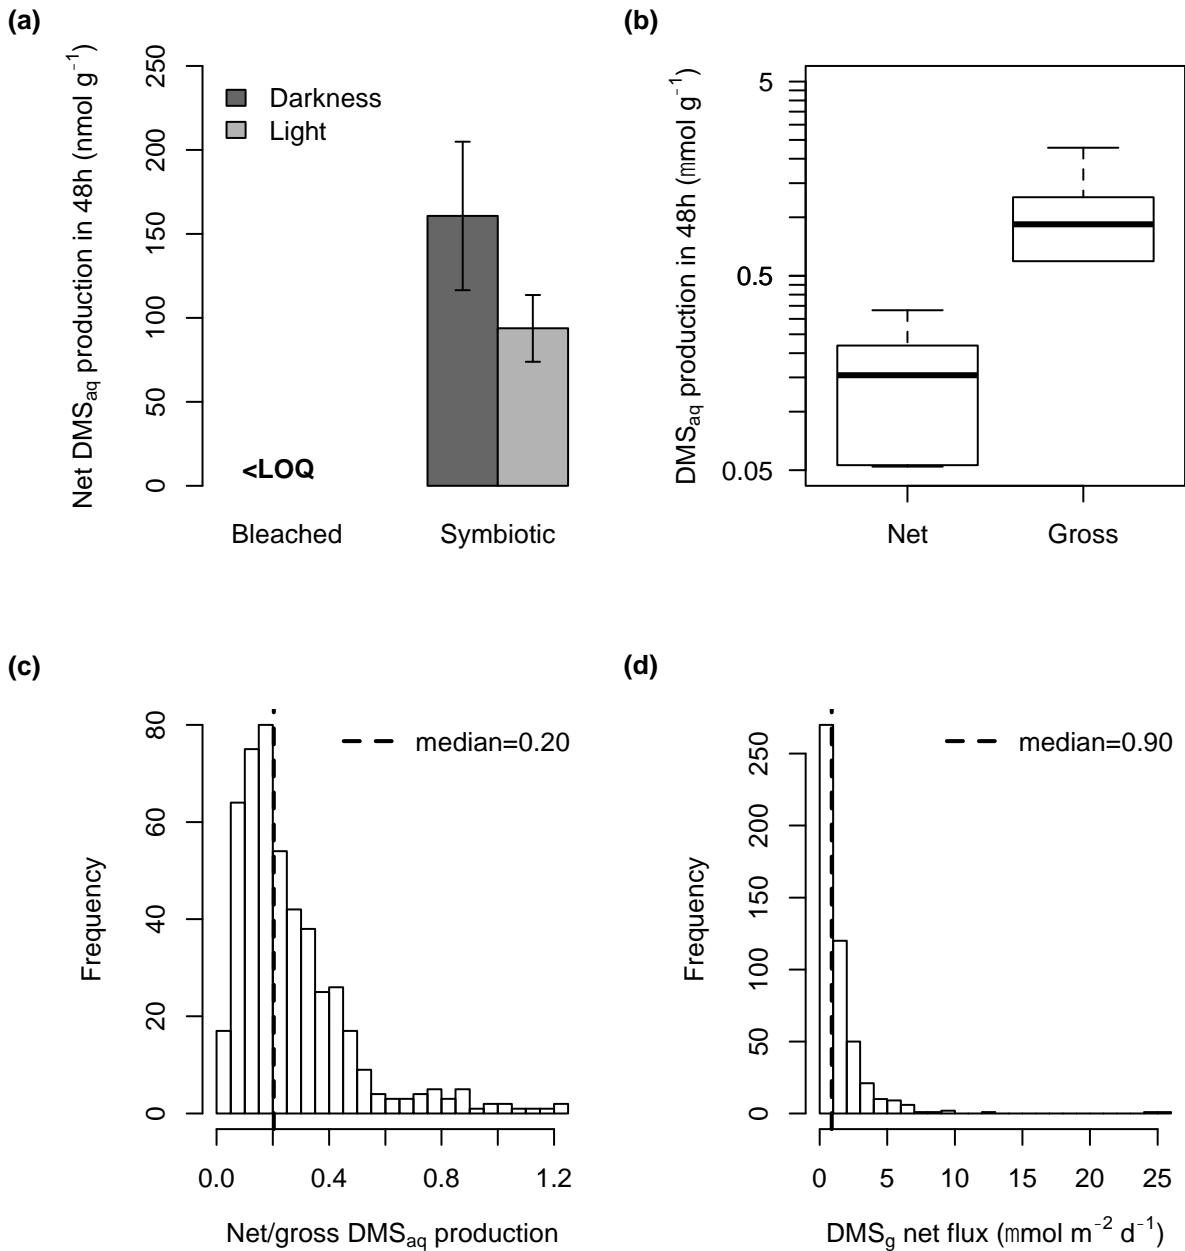 (a)
Net DMSaq production in 48h (nmol g⁻¹)
250
200
150
100
50
0
Darkness
Light
<LOQ
Bleached
Symbiotic
(b)
DMSaq production in 48h (mmol g⁻¹)
5
0.5
0.05
Net
Gross
(c)
Frequency
80
60
40
20
0
median=0.20
0.0
0.4
0.8
1.2
Net/gross DMSaq production
(d)
Frequency
250
200
150
100
50
0
median=0.90
0
5
10
15
20
25
DMSg net flux (mmol m⁻² d⁻¹)